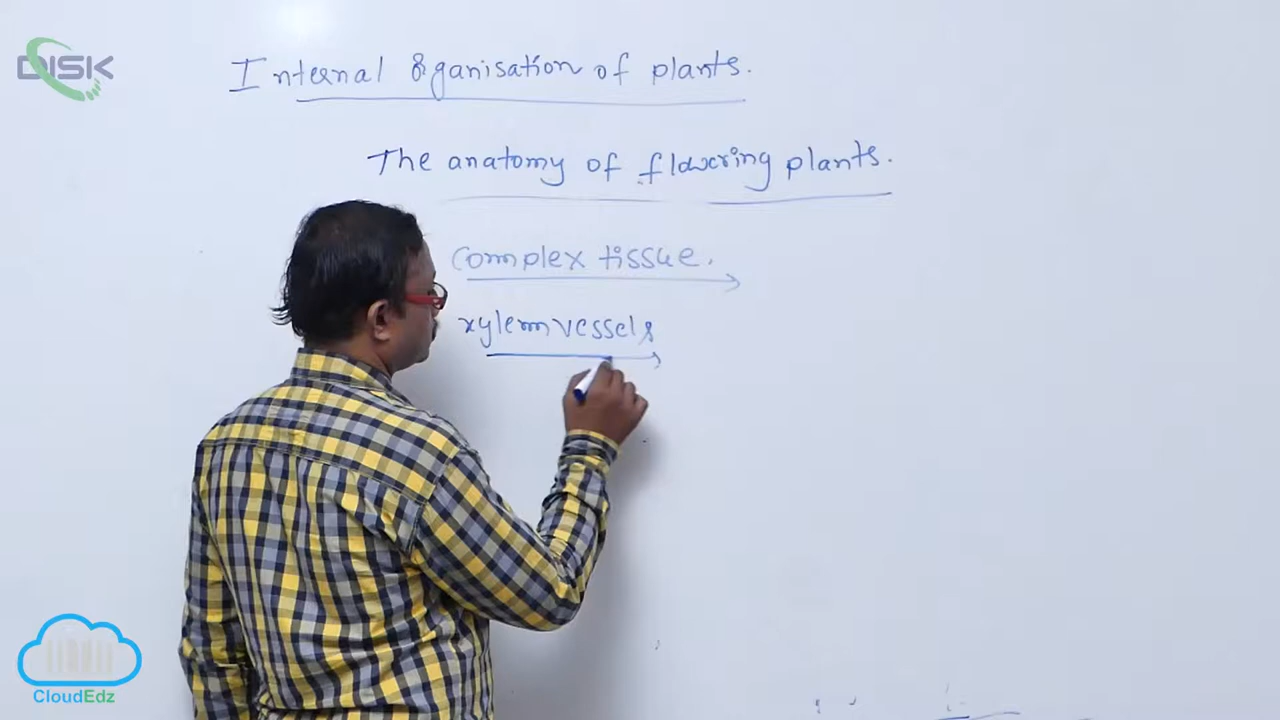 DISK
Internal Organisation of plants.
The anatomy of flowering plants.
Complex tissue.
xylem vessels
CloudEdz